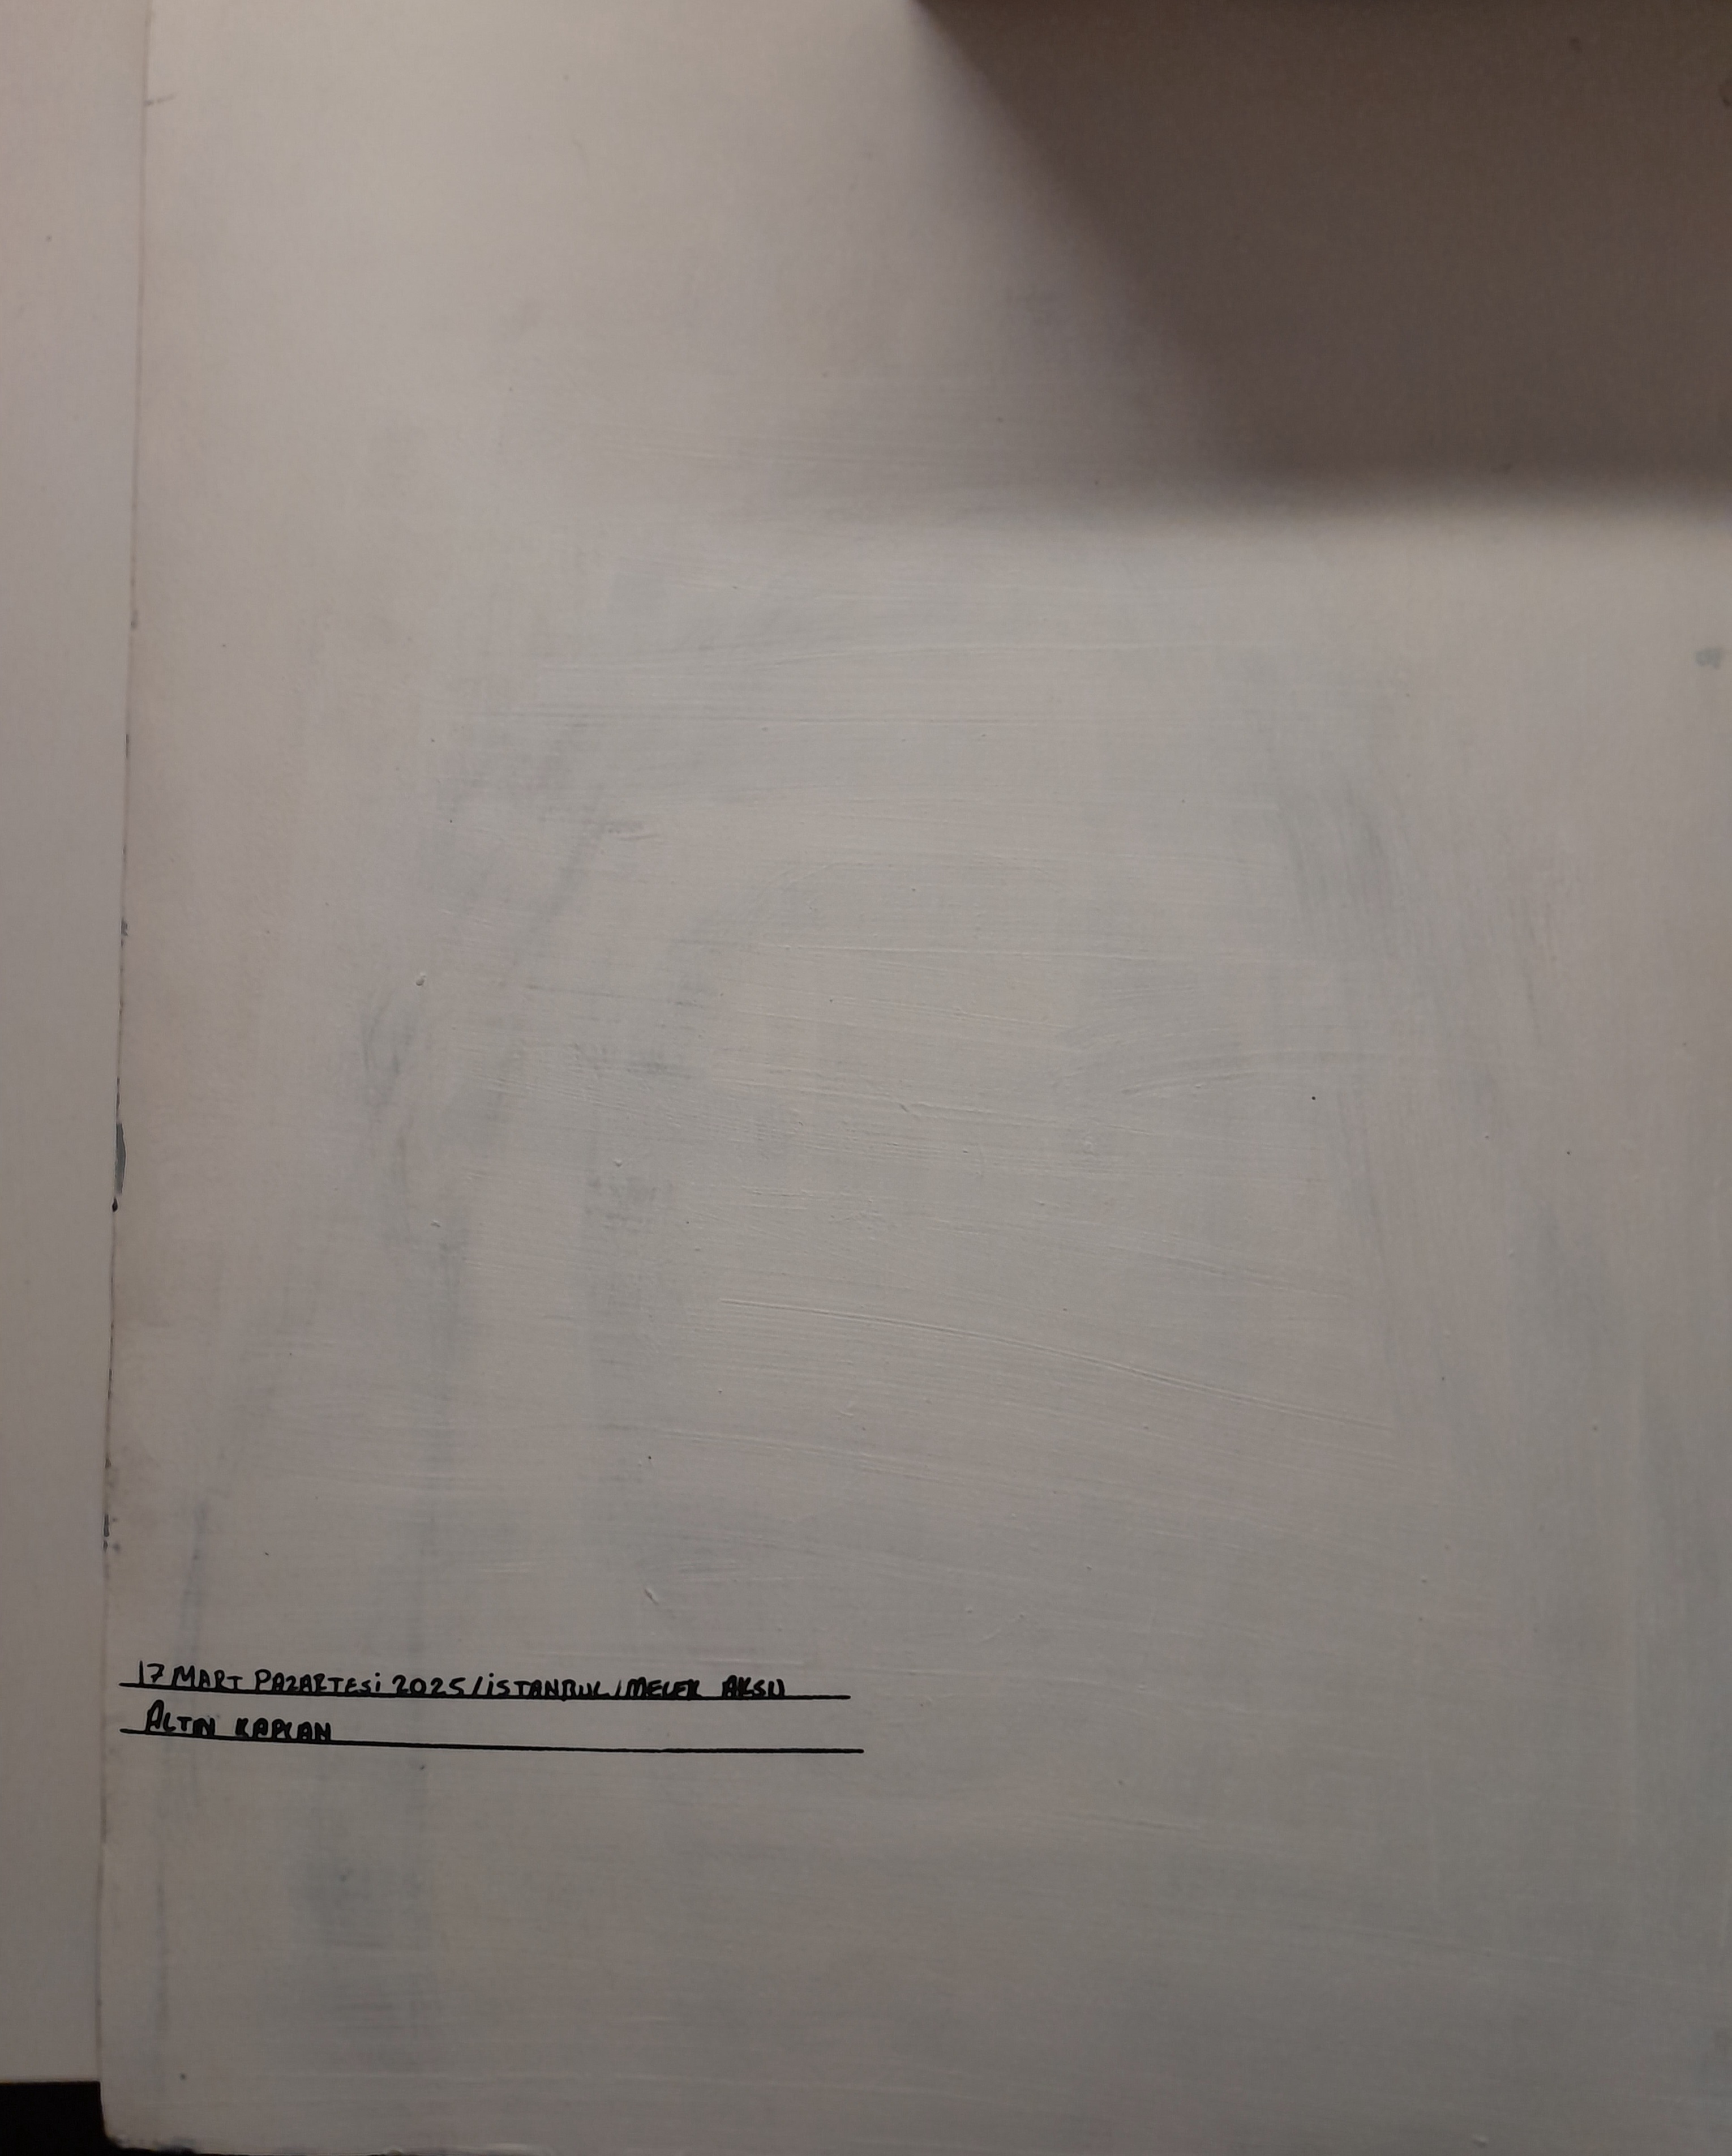 17 MART PAZARTESİ 2025/İSTANBUL/MELEK AKSU
ALTIN KAPLAN